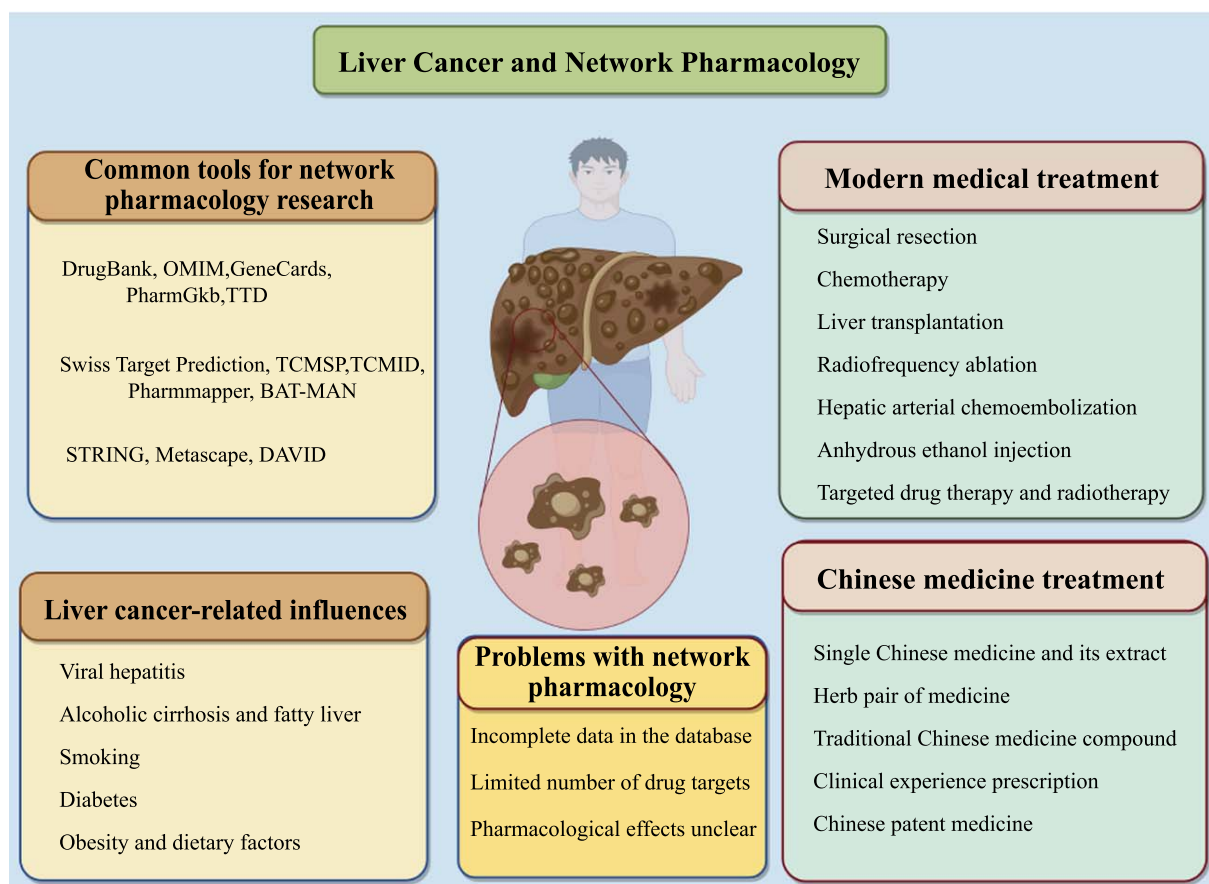 Liver Cancer and Network Pharmacology
Common tools for network
pharmacology research
DrugBank, OMIM,GeneCards,
PharmGkb,TTD
Swiss Target Prediction, TCMSP,TCMID,
Pharmmapper, BAT-MAN
STRING, Metascape, DAVID
Modern medical treatment
Surgical resection
Chemotherapy
Liver transplantation
Radiofrequency ablation
Hepatic arterial chemoembolization
Anhydrous ethanol injection
Targeted drug therapy and radiotherapy
Liver cancer-related influences
Viral hepatitis
Alcoholic cirrhosis and fatty liver
Smoking
Diabetes
Obesity and dietary factors
Problems with network
pharmacology
Incomplete data in the database
Limited number of drug targets
Pharmacological effects unclear
Chinese medicine treatment
Single Chinese medicine and its extract
Herb pair of medicine
Traditional Chinese medicine compound
Clinical experience prescription
Chinese patent medicine